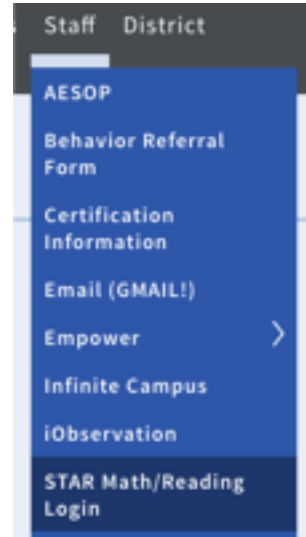 Staff District
AESOP
Behavior Referral
Form
Certification
Information
Email (GMAIL!)
Empower
Infinite Campus
iObservation
STAR Math/Reading
Login